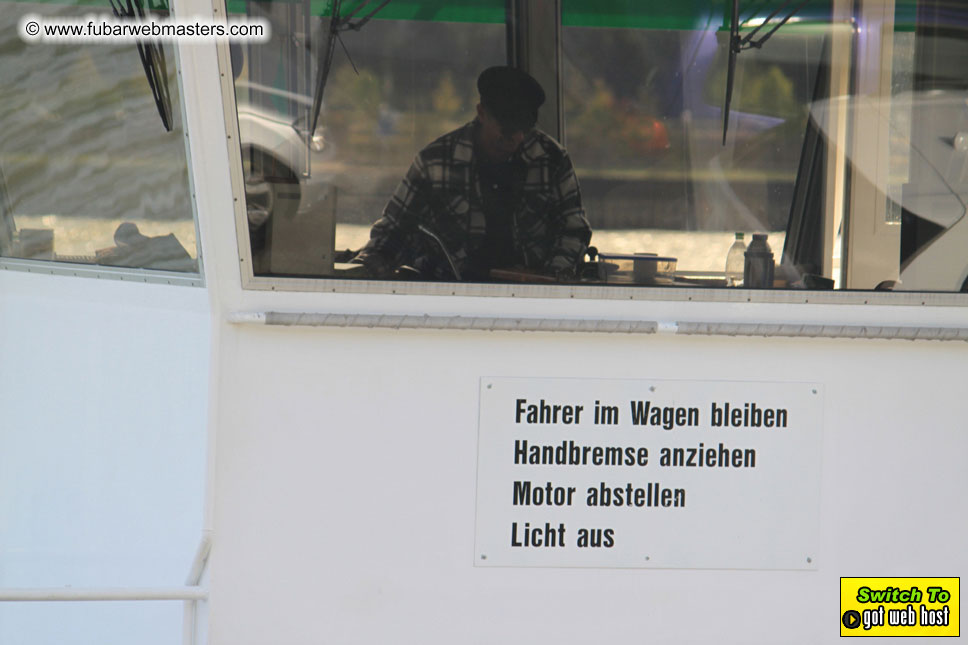 © www.fubarwebmasters.com
Fahrer im Wagen bleiben
Handbremse anziehen
Motor abstellen
Licht aus
Switch To
got web host